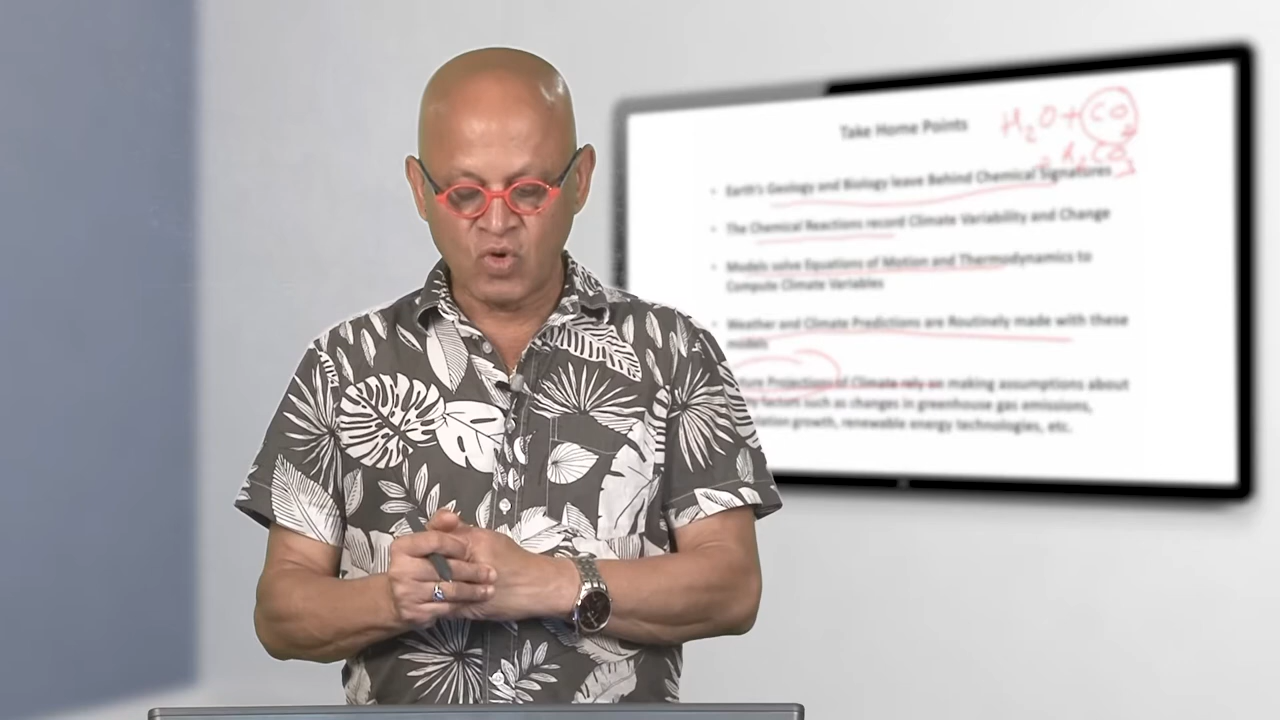 Take Home Points
H2O + CO2
= H2CO3
• Earth's Geology and Biology leave Behind Chemical Signatures
• The Chemical Reactions record Climate Variability and Change
• Models solve Equations of Motion and Thermodynamics to
Compute Climate Variables
• Weather and Climate Predictions are Routinely made with these
models
Projections of Climate rely on making assumptions about
factors such as changes in greenhouse gas emissions,
growth, renewable energy technologies, etc.